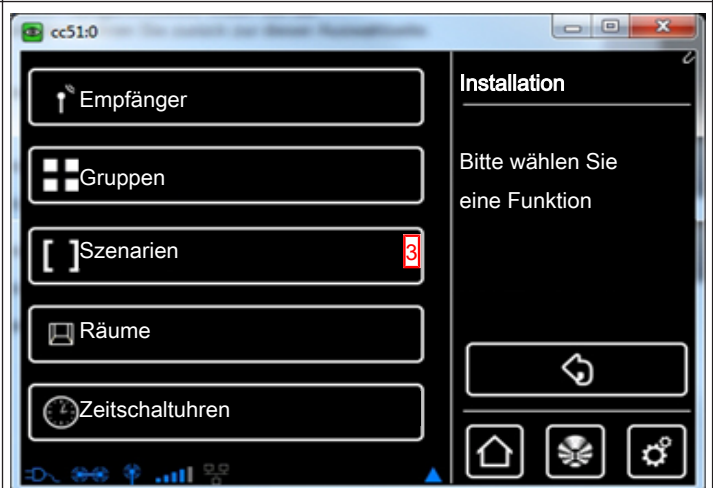 cc51:0
Empfänger
Gruppen
Szenarien 3
Räume
Zeitschaltuhren
Installation
Bitte wählen Sie
eine Funktion